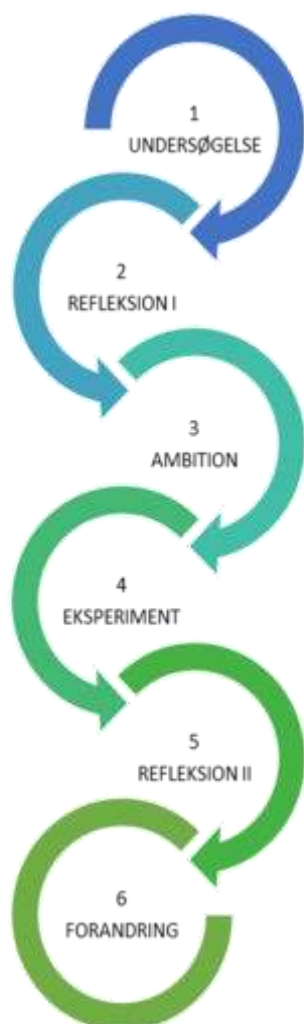 1
UNDERSØGELSE
2
REFLEKSION I
3
AMBITION
4
EKSPERIMENT
5
REFLEKSION II
6
FORANDRING